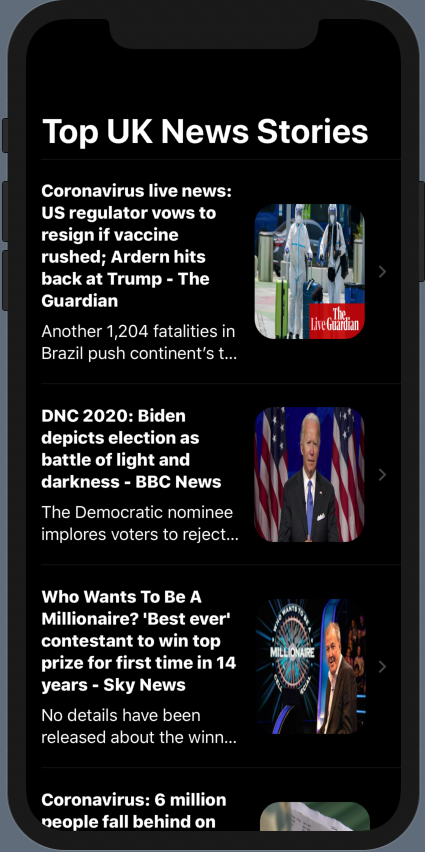 Top UK News Stories
Coronavirus live news:
US regulator vows to
resign if vaccine
rushed; Ardern hits
back at Trump - The
Guardian
Another 1,204 fatalities in
Brazil push continent’s t...
The
Live Guardian
DNC 2020: Biden
depicts election as
battle of light and
darkness - BBC News
The Democratic nominee
implores voters to reject...
Who Wants To Be A
Millionaire? 'Best ever'
contestant to win top
prize for first time in 14
years - Sky News
No details have been
released about the winn...
WHO WANTS TO BE A
MILLIONAIRE
Coronavirus: 6 million
people fall behind on